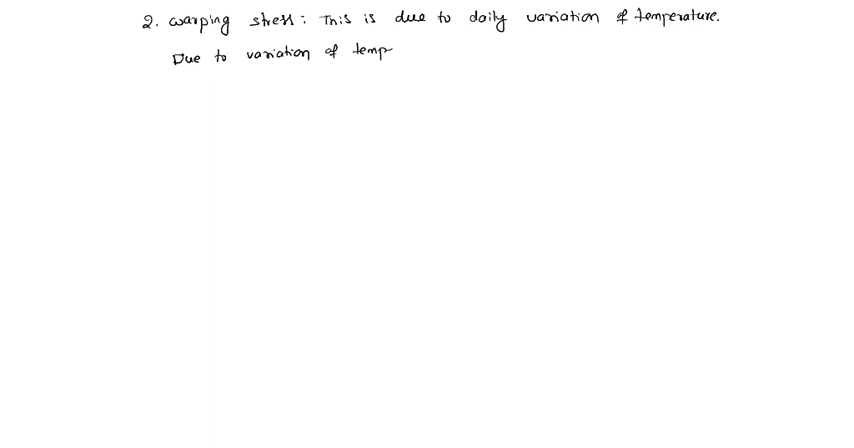 2. warping stress: This is due to daily variation of temperature.
Due to variation of temp